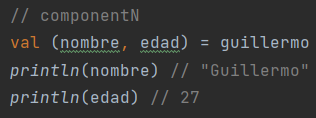 // componentN
val (nombre, edad) = guillermo
println(nombre) // "Guillermo"
println(edad) // 27